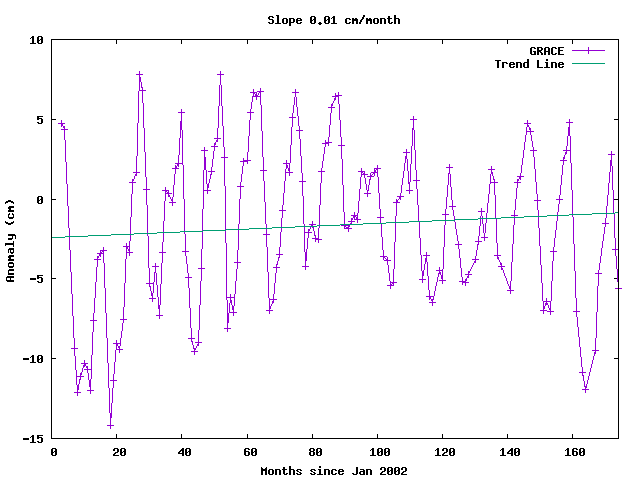 Slope 0.01 cm/month
GRACE
Trend Line
10
5
0
-5
-10
-15
Anomaly (cm)
0 20 40 60 80 100 120 140 160
Months since Jan 2002